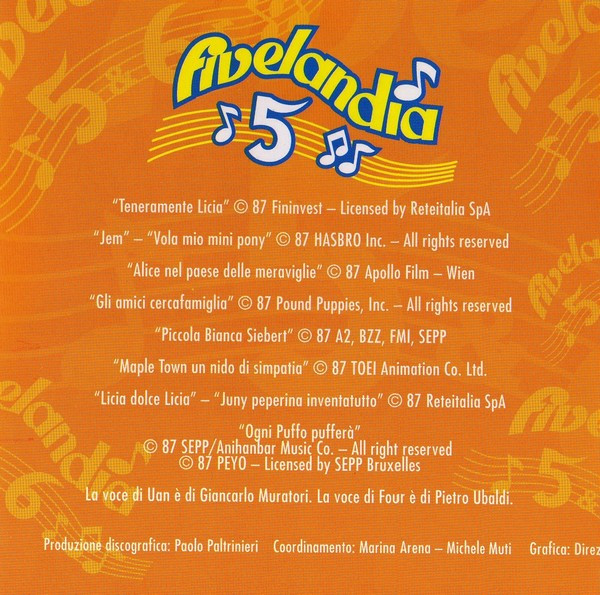 fivelandia
5
"Teneramente Licia" © 87 Fininvest – Licensed by Reteitalia SpA
"Jem" – "Vola mio mini pony" © 87 HASBRO Inc. – All rights reserved
"Alice nel paese delle meraviglie" © 87 Apollo Film – Wien
"Gli amici cercafamiglia" © 87 Pound Puppies, Inc. – All rights reserved
"Piccola Bianca Siebert" © 87 A2, BZZ, FMI, SEPP
"Maple Town un nido di simpatia" © 87 TOEI Animation Co. Ltd.
"Licia dolce Licia" – "Juny peperina inventatutto" © 87 Reteitalia SpA
"Ogni Puffo pufferà"
© 87 SEPP/Anihanbar Music Co. – All right reserved
© 87 PEYO – Licensed by SEPP Bruxelles
La voce di Uan è di Giancarlo Muratori. La voce di Four è di Pietro Ubaldi.
Produzione discografica: Paolo Paltrinieri Coordinamento: Marina Arena – Michele Muti Grafica: Direz